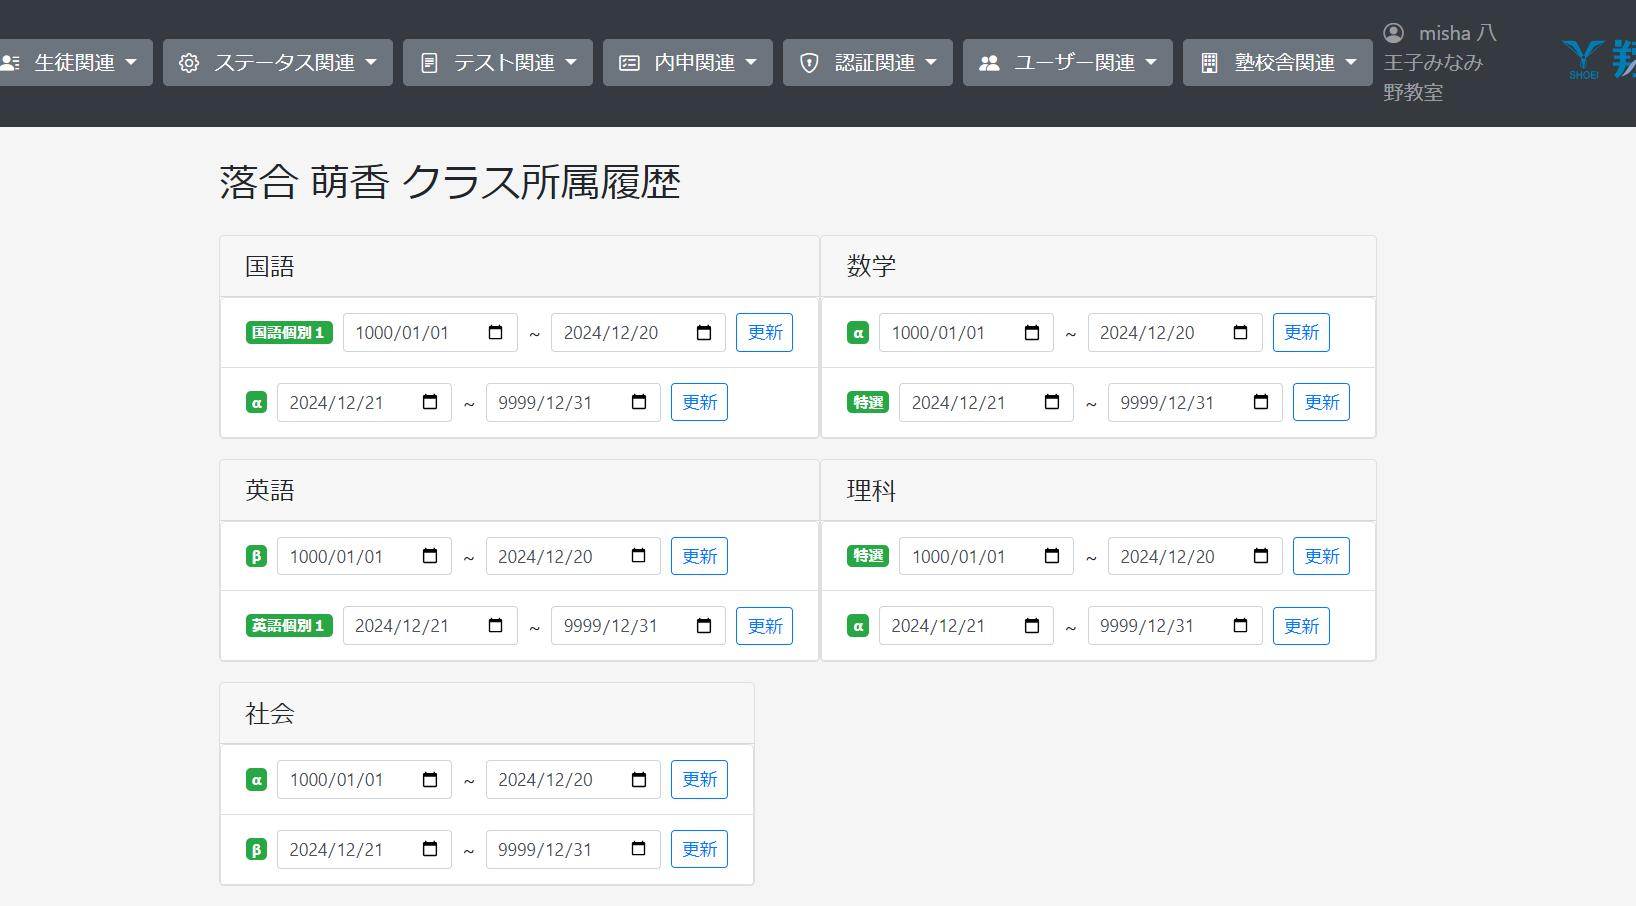 生徒関連 ステータス関連 テスト関連 内申関連 認証関連 ユーザー関連 塾校舎関連
misha 八
王子みなみ
野教室
SHOEI
落合 萌香 クラス所属履歴
国語
国語個別１ 1000/01/01 ~ 2024/12/20 更新
α 2024/12/21 ~ 9999/12/31 更新
数学
α 1000/01/01 ~ 2024/12/20 更新
特選 2024/12/21 ~ 9999/12/31 更新
英語
β 1000/01/01 ~ 2024/12/20 更新
英語個別１ 2024/12/21 ~ 9999/12/31 更新
理科
特選 1000/01/01 ~ 2024/12/20 更新
α 2024/12/21 ~ 9999/12/31 更新
社会
α 1000/01/01 ~ 2024/12/20 更新
β 2024/12/21 ~ 9999/12/31 更新